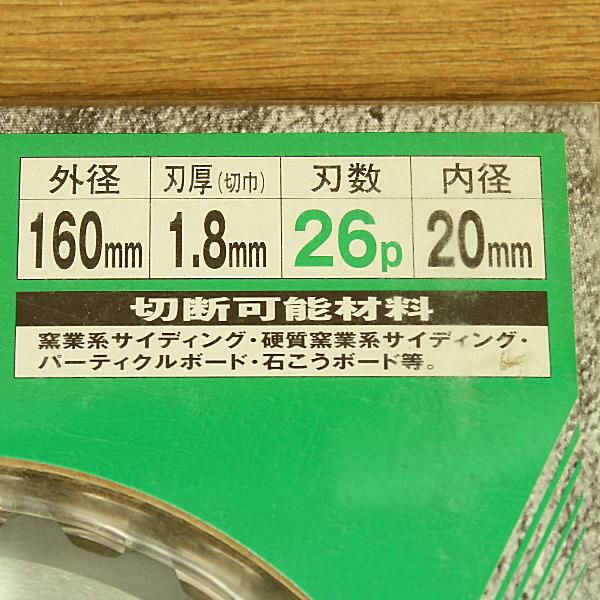 外径 刃厚(切巾) 刃数 内径
160mm 1.8mm 26p 20mm
切断可能材料
窯業系サイディング・硬質窯業系サイディング・
パーティクルボード・石こうボード等。